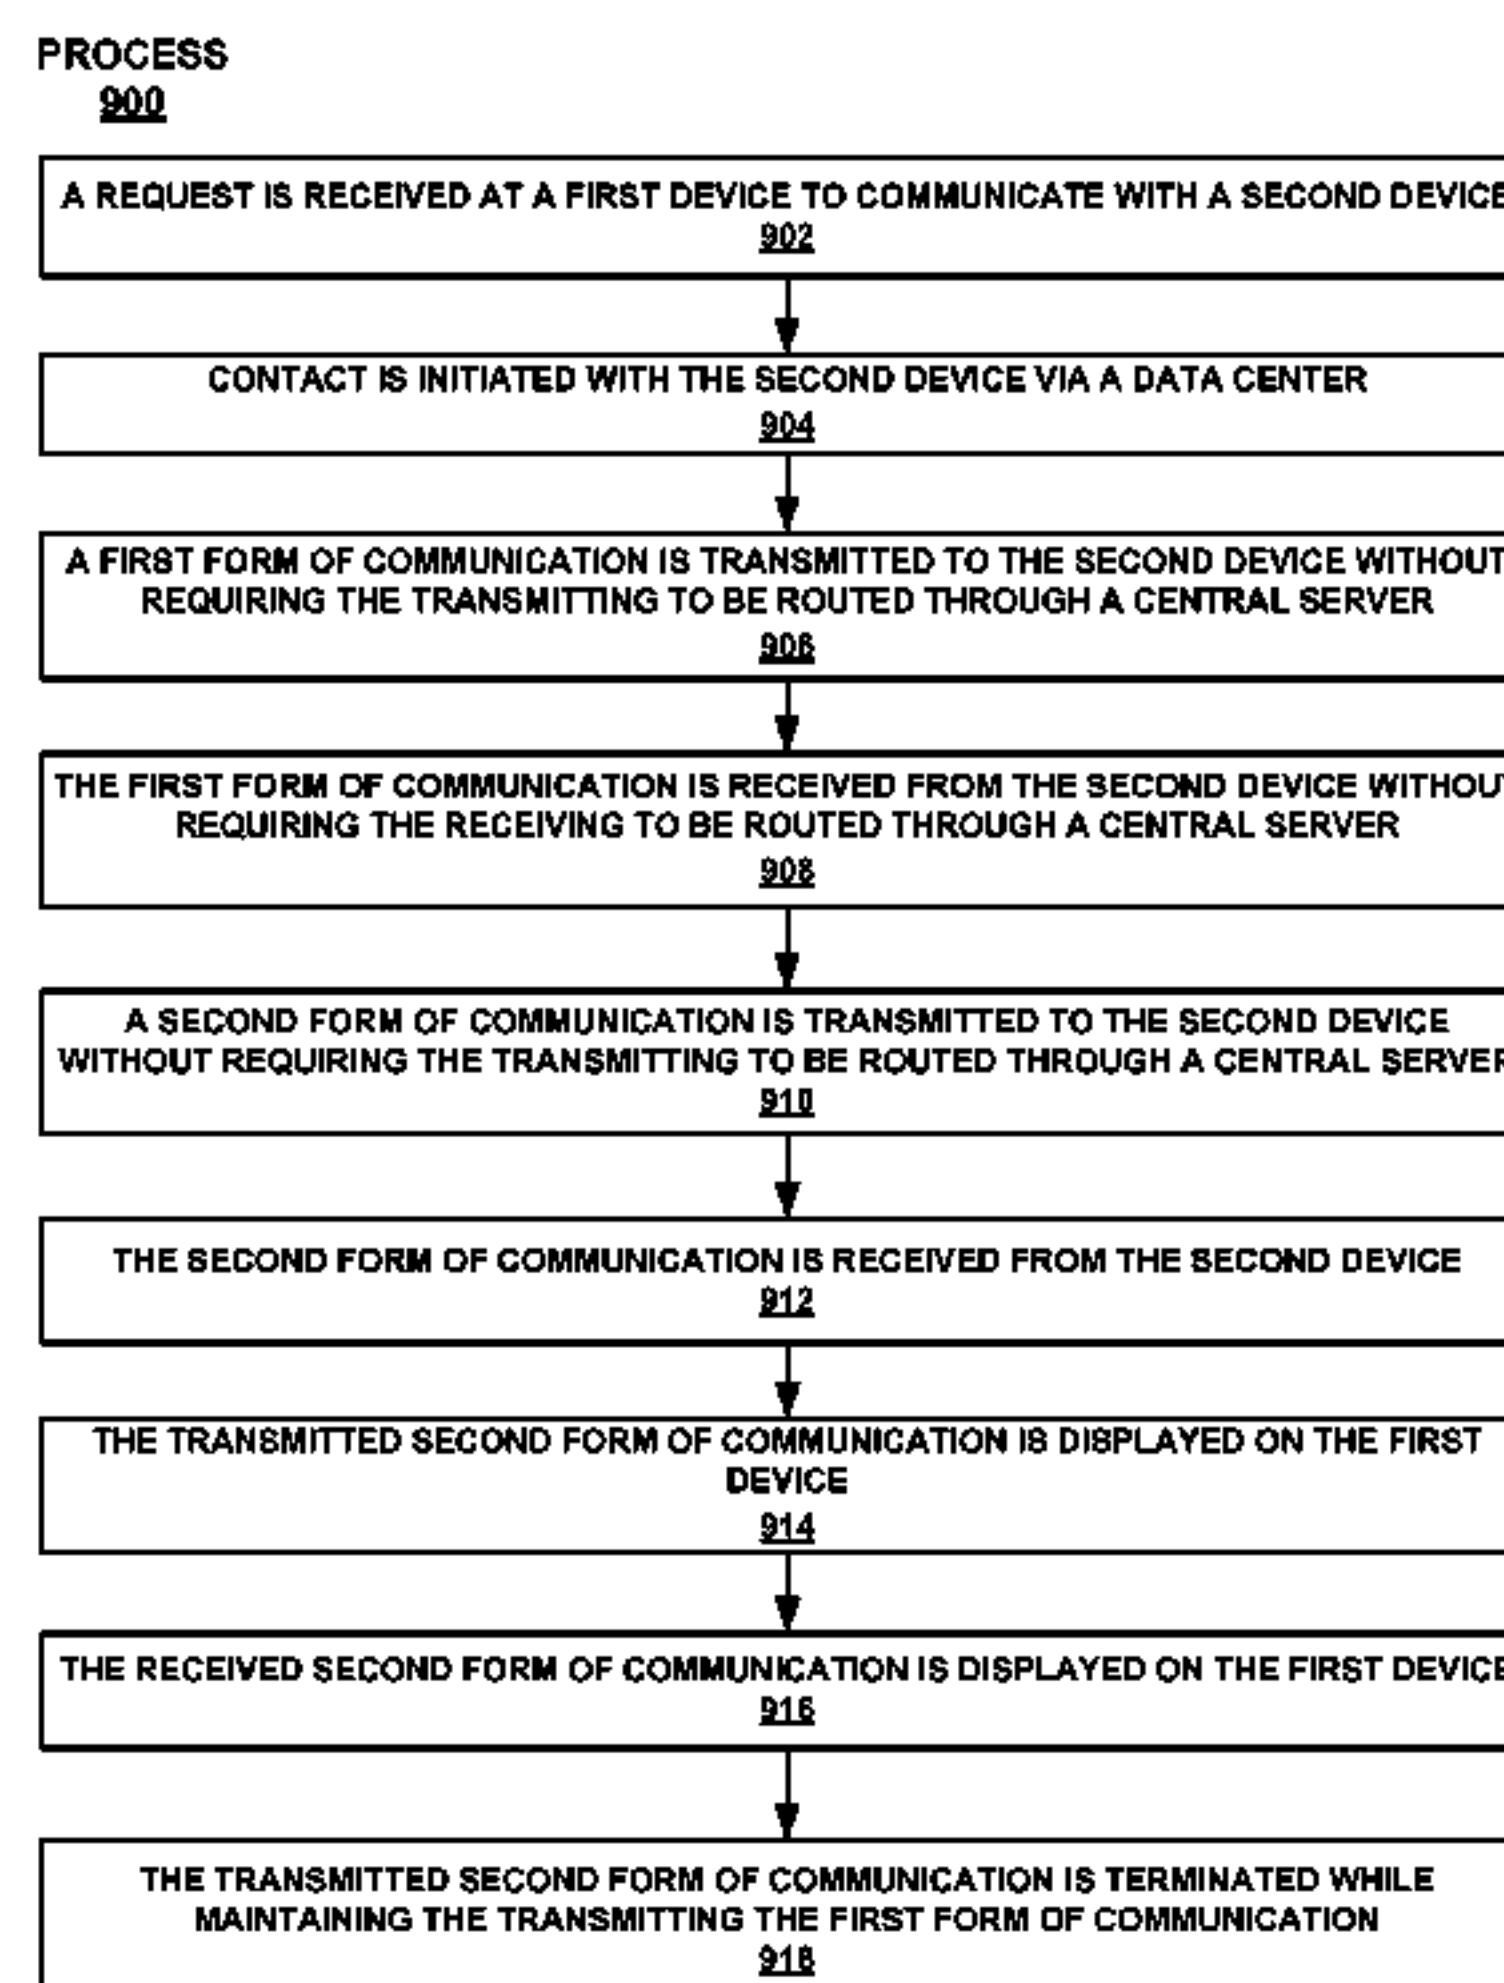 PROCESS
900
A REQUEST IS RECEIVED AT A FIRST DEVICE TO COMMUNICATE WITH A SECOND DEVICE
902
CONTACT IS INITIATED WITH THE SECOND DEVICE VIA A DATA CENTER
904
A FIRST FORM OF COMMUNICATION IS TRANSMITTED TO THE SECOND DEVICE WITHOUT
REQUIRING THE TRANSMITTING TO BE ROUTED THROUGH A CENTRAL SERVER
906
THE FIRST FORM OF COMMUNICATION IS RECEIVED FROM THE SECOND DEVICE WITHOUT
REQUIRING THE RECEIVING TO BE ROUTED THROUGH A CENTRAL SERVER
908
A SECOND FORM OF COMMUNICATION IS TRANSMITTED TO THE SECOND DEVICE
WITHOUT REQUIRING THE TRANSMITTING TO BE ROUTED THROUGH A CENTRAL SERVER
910
THE SECOND FORM OF COMMUNICATION IS RECEIVED FROM THE SECOND DEVICE
912
THE TRANSMITTED SECOND FORM OF COMMUNICATION IS DISPLAYED ON THE FIRST
DEVICE
914
THE RECEIVED SECOND FORM OF COMMUNICATION IS DISPLAYED ON THE FIRST DEVICE
916
THE TRANSMITTED SECOND FORM OF COMMUNICATION IS TERMINATED WHILE
MAINTAINING THE TRANSMITTING THE FIRST FORM OF COMMUNICATION
918